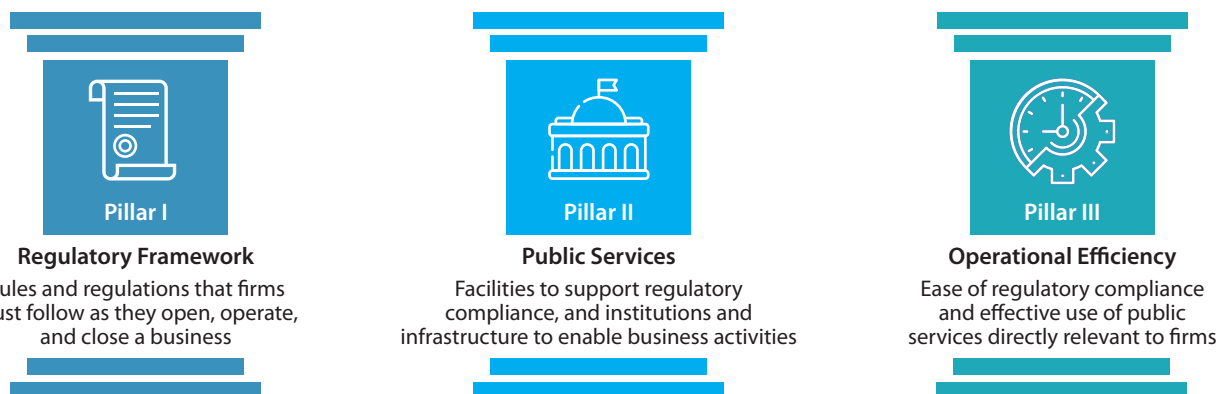 Pillar I
Regulatory Framework
ules and regulations that firms
ust follow as they open, operate,
and close a business
Pillar II
Public Services
Facilities to support regulatory
compliance, and institutions and
infrastructure to enable business activities
Pillar III
Operational Efficiency
Ease of regulatory compliance
and effective use of public
services directly relevant to firms